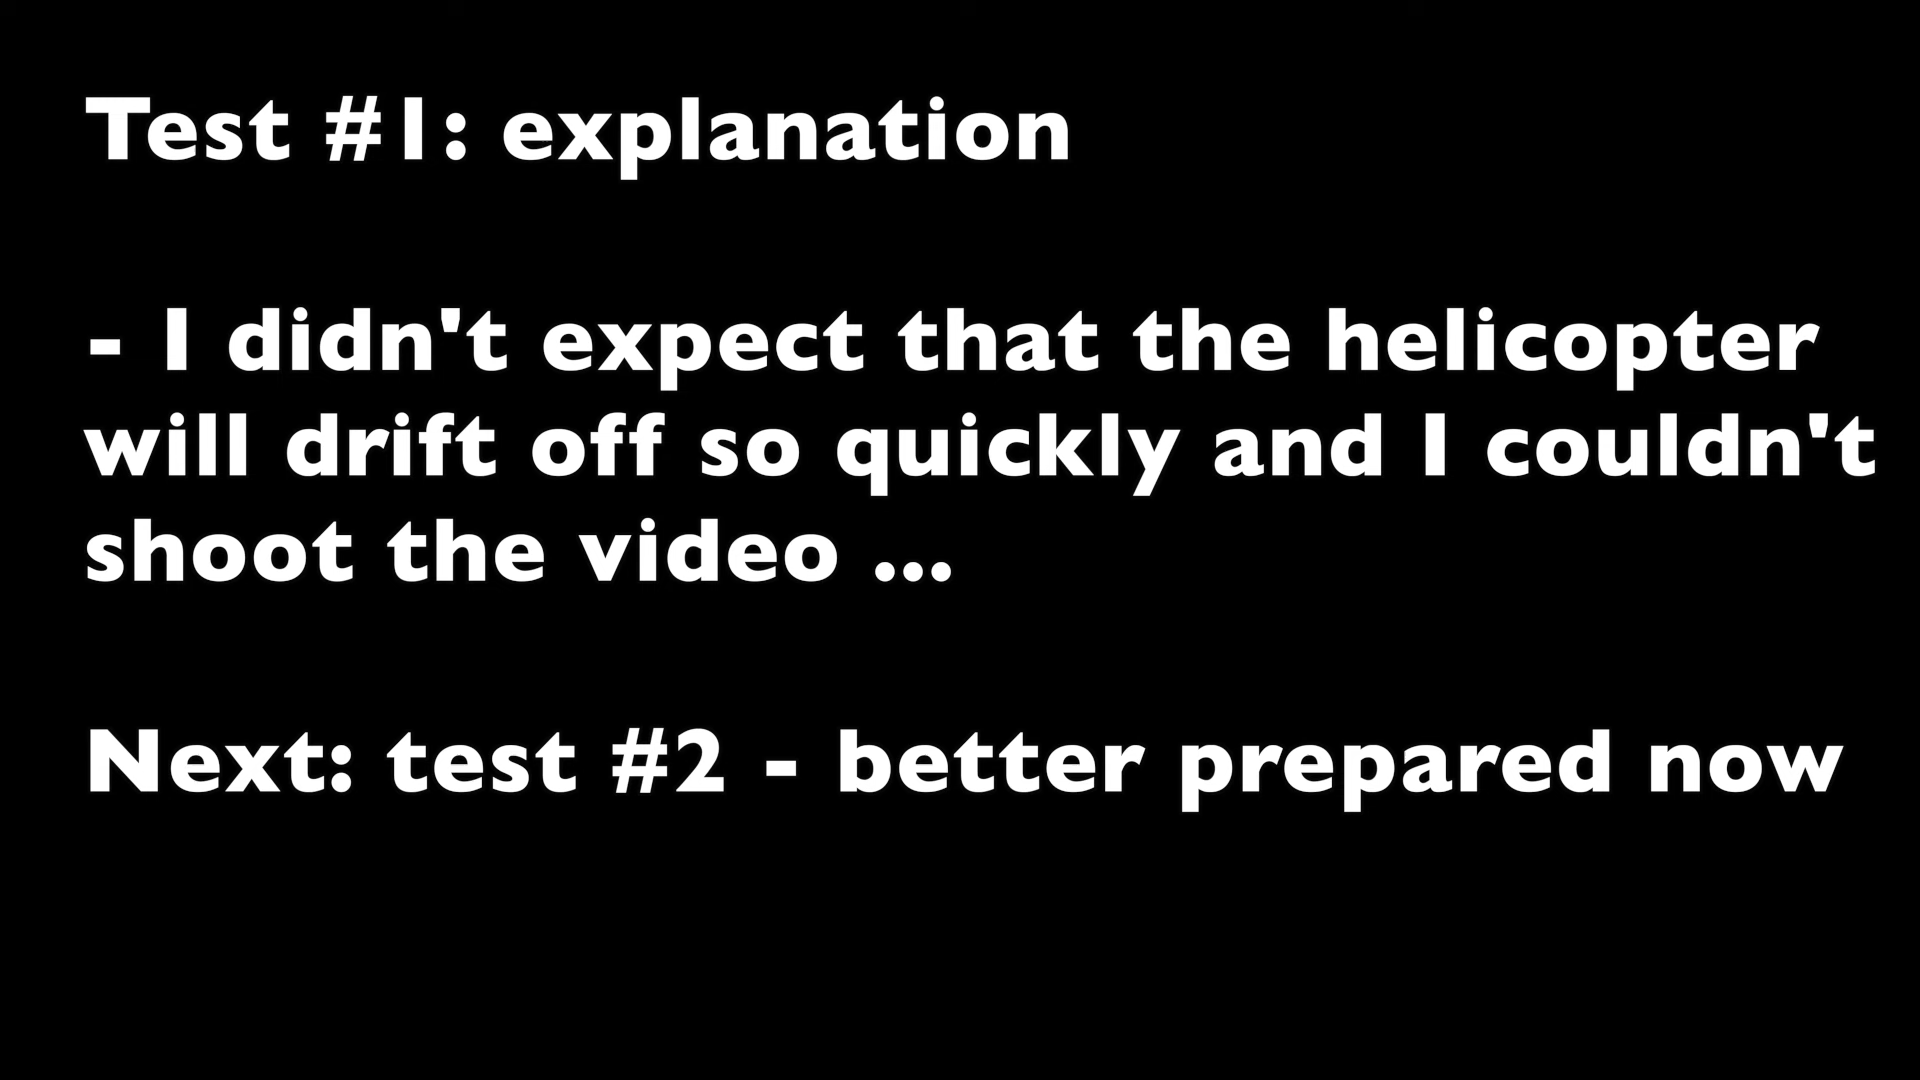 Test #1: explanation
- I didn't expect that the helicopter
will drift off so quickly and I couldn't
shoot the video ...
Next: test #2 - better prepared now